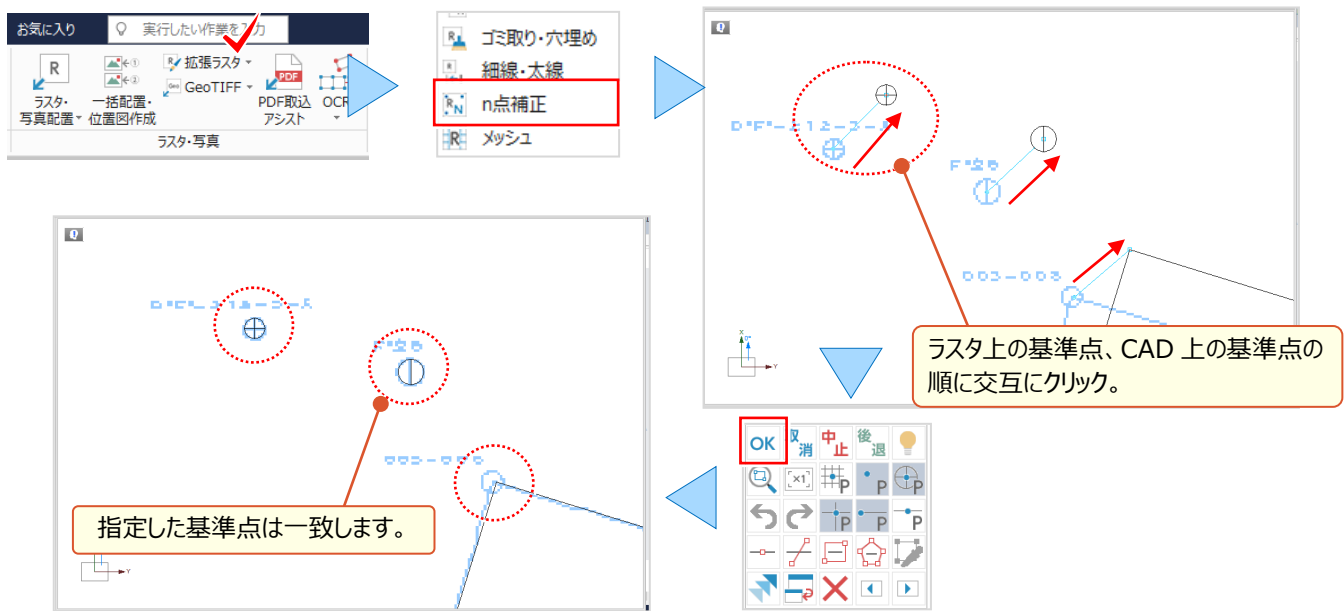 お気に入り
実行したい作業を入力
R
ラスタ・
写真配置
①
②
一括配置・
位置図作成
拡張ラスタ
Geo GeoTIFF
PDF
PDF取込
アシスト
OCR
ラスタ・写真
ゴミ取り・穴埋め
細線・太線
n点補正
メッシュ
003-008
ラスタ上の基準点、CAD 上の基準点の
順に交互にクリック。
X
Y
指定した基準点は一致します。
Y
OK 取消 中止 後退
[×1] P P P
P P P